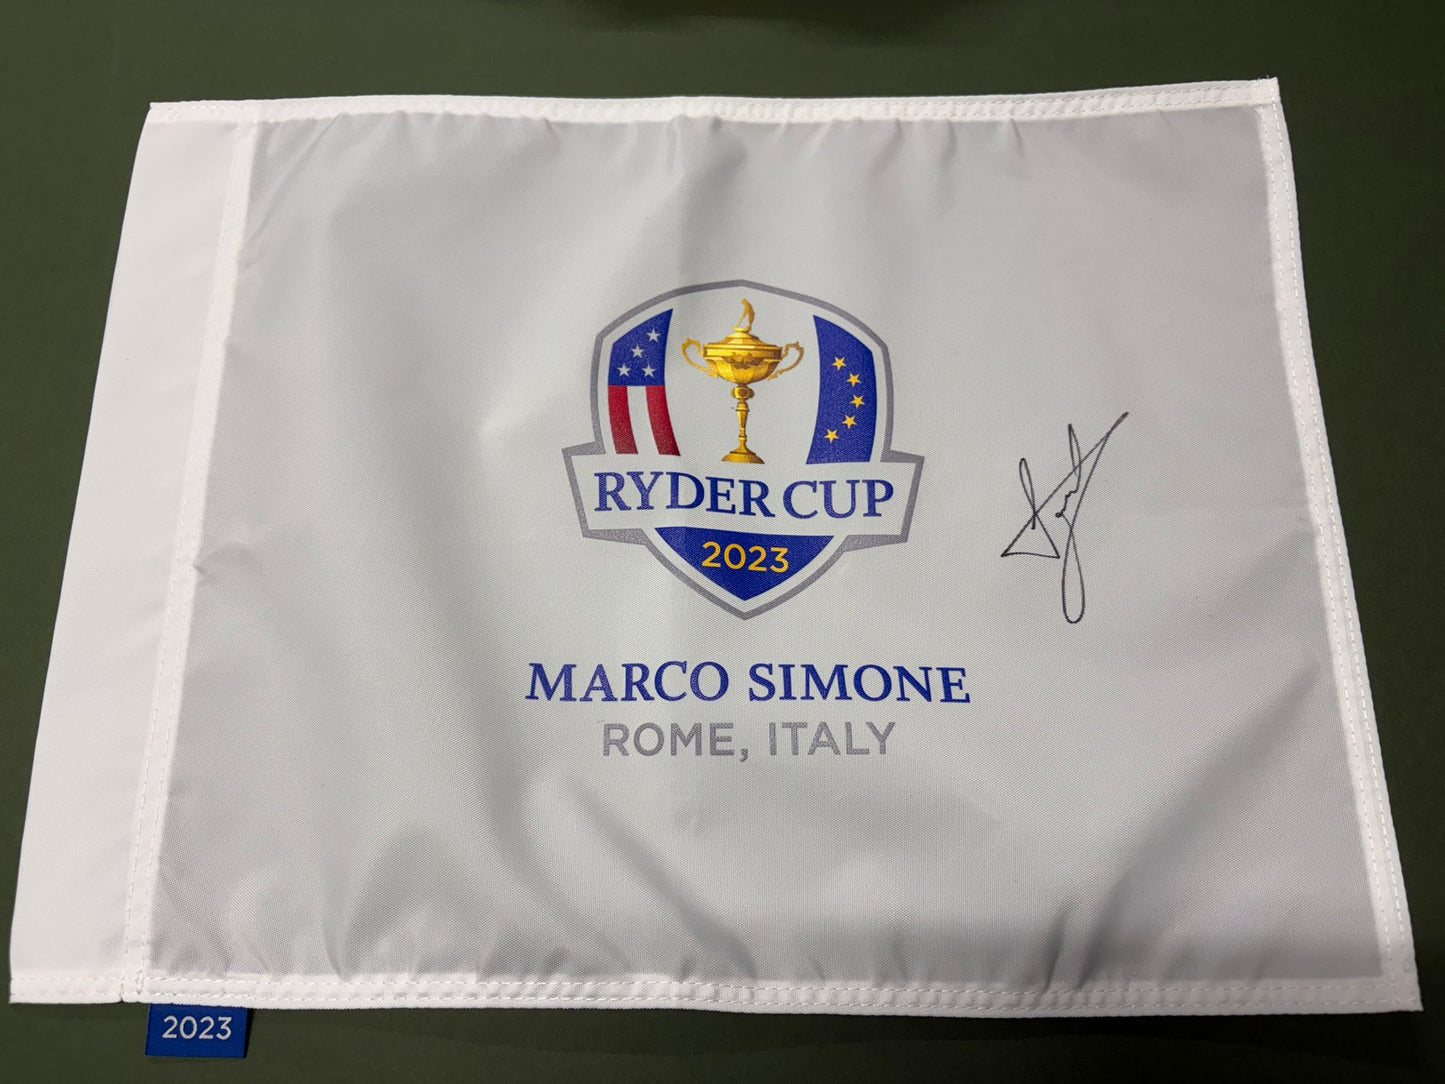 RYDER CUP
2023
MARCO SIMONE
ROME, ITALY
2023